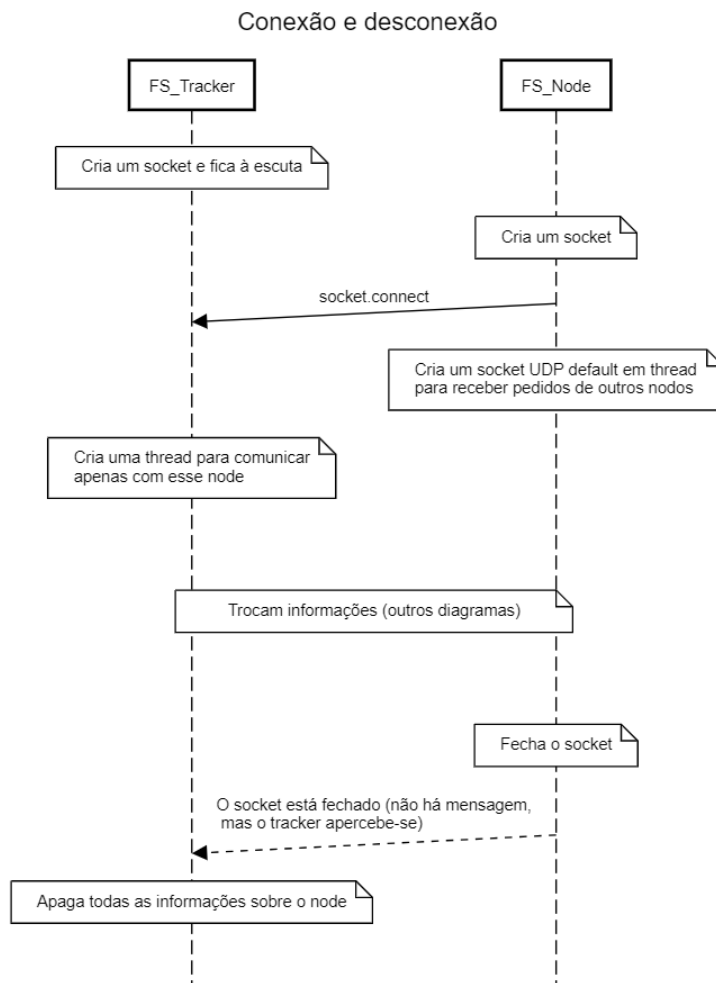 Conexão e desconexão
FS_Tracker
FS_Node
Cria um socket e fica à escuta
Cria um socket
socket.connect
Cria um socket UDP default em thread
para receber pedidos de outros nodos
Cria uma thread para comunicar
apenas com esse node
Trocam informações (outros diagramas)
Fecha o socket
O socket está fechado (não há mensagem,
mas o tracker apercebe-se)
Apaga todas as informações sobre o node